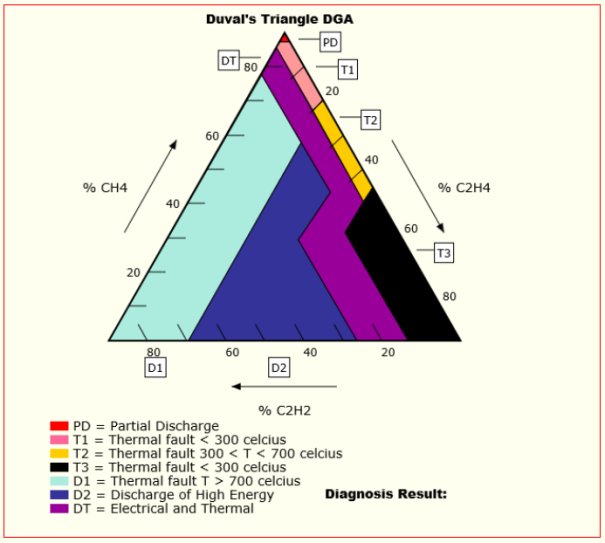 Duval's Triangle DGA
PD
DT
80
T1
20
T2
60
40
% CH4
% C2H4
40
60
T3
20
80
80
60
40
20
D1
D2
% C2H2
PD = Partial Discharge
T1 = Thermal fault < 300 celcius
T2 = Thermal fault 300 < T < 700 celcius
T3 = Thermal fault < 300 celcius
D1 = Thermal fault T > 700 celcius
D2 = Discharge of High Energy
Diagnosis Result:
DT = Electrical and Thermal